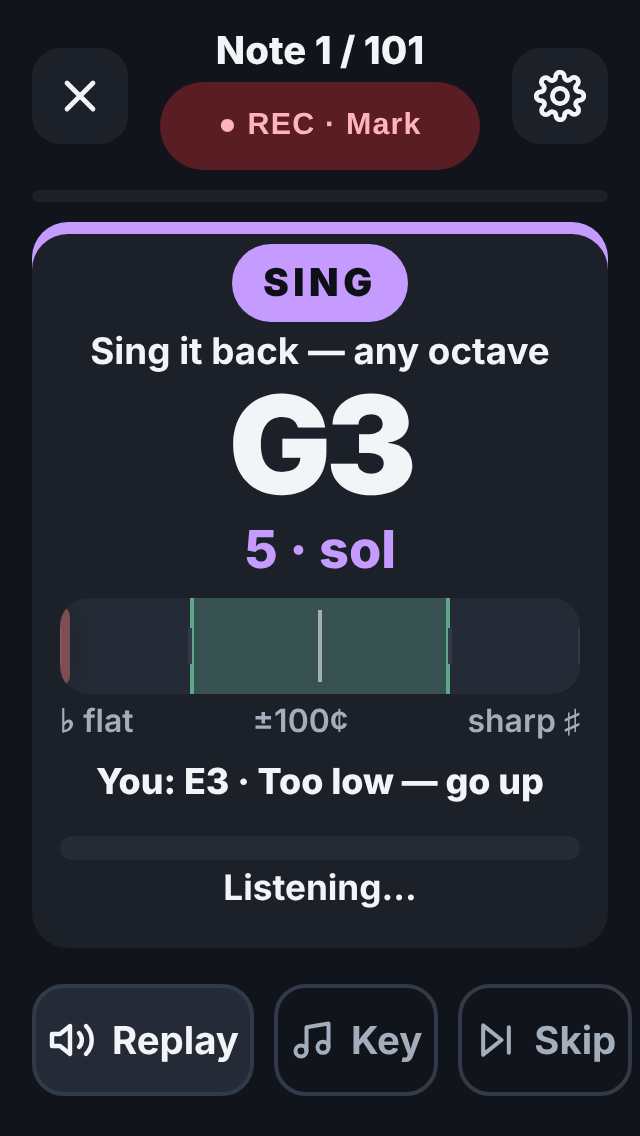 Note 1 / 101
● REC · Mark
SING
Sing it back — any octave
G3
5 · sol
♭ flat ±100¢ sharp ♯
You: E3 · Too low — go up
Listening...
Replay Key Skip